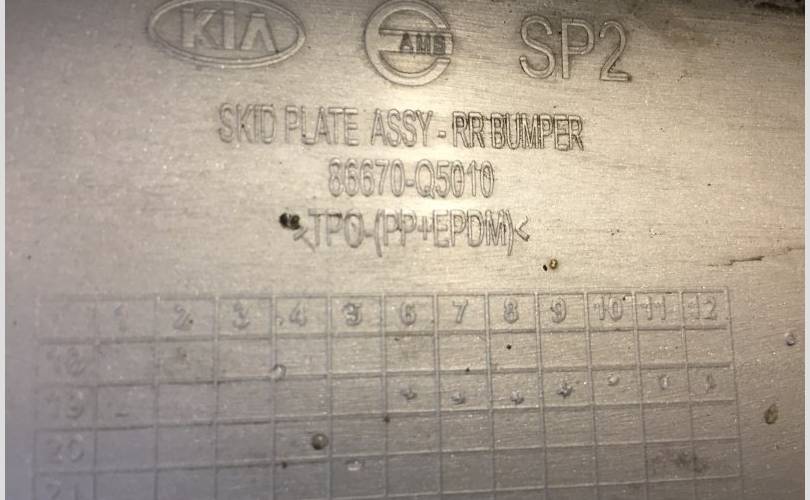 KIA AMS SP2
SKID PLATE ASSY - RR BUMPER
86670-Q5010
>TPO-(PP+EPDM)<
1 2 3 4 5 6 7 8 9 10 11 12
18
19
20
21